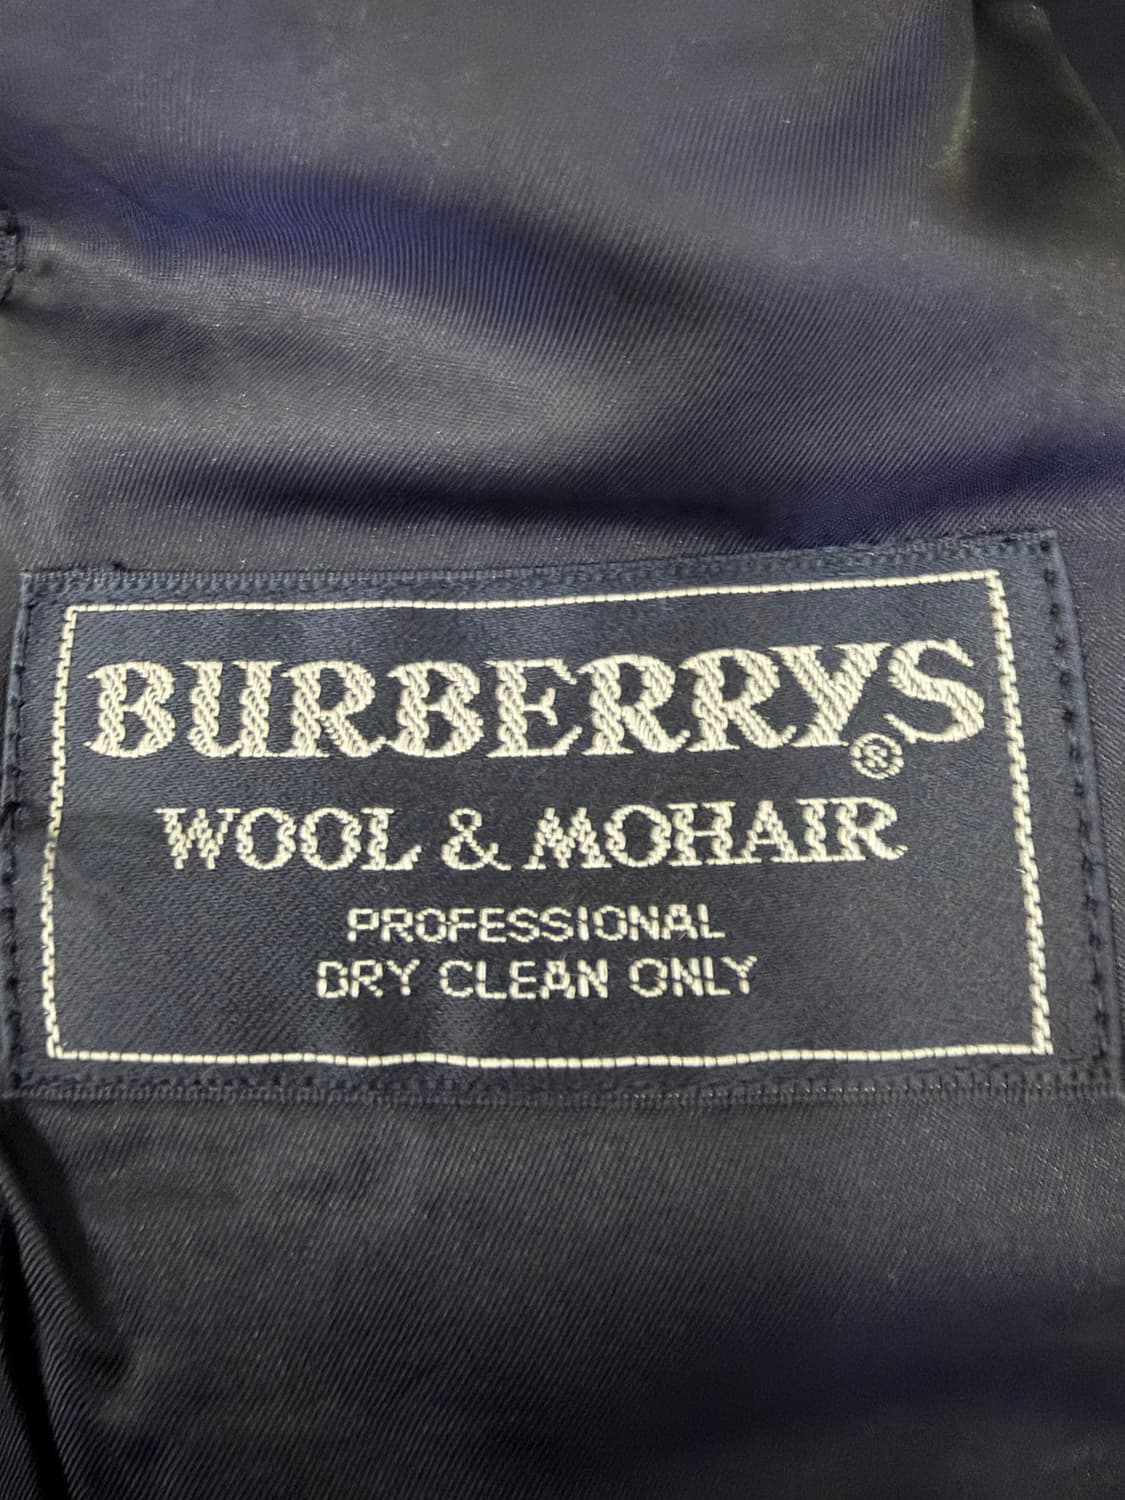 BURBERRYS®
WOOL & MOHAIR
PROFESSIONAL
DRY CLEAN ONLY